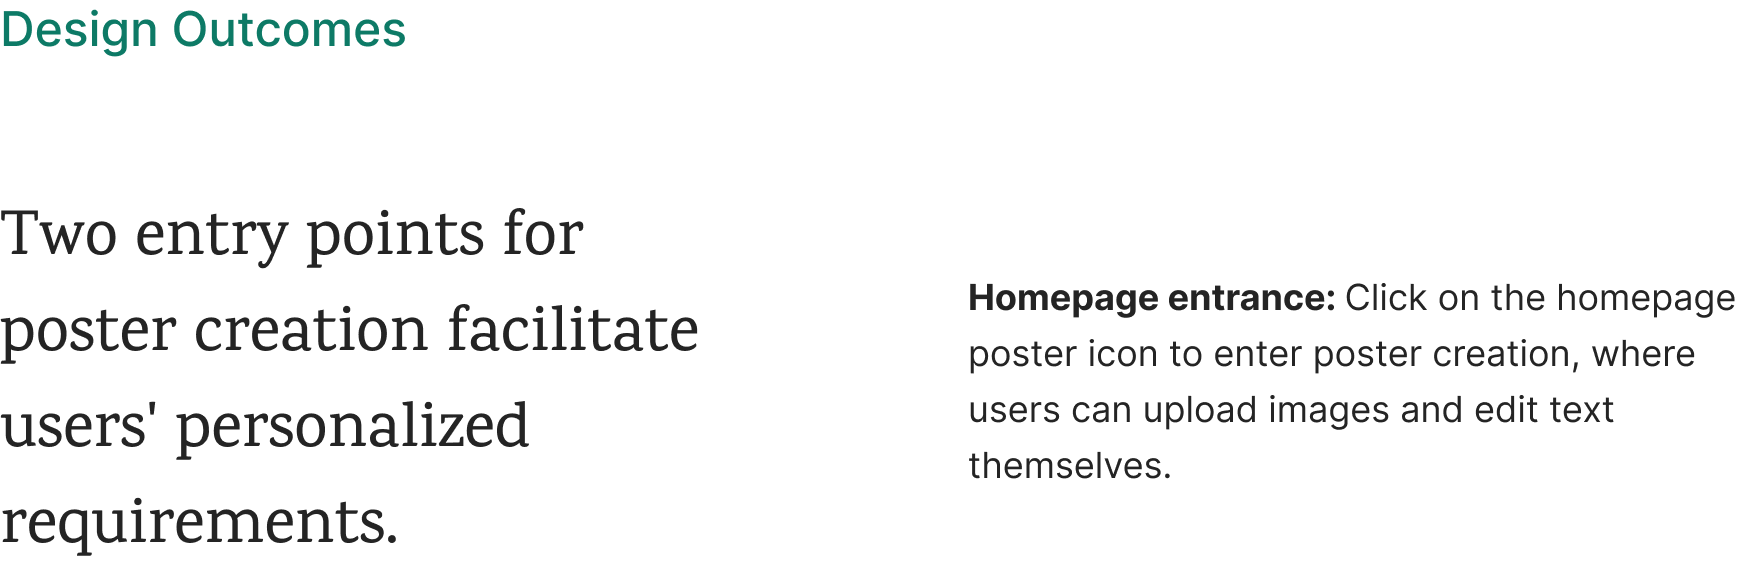 Design Outcomes
Two entry points for
poster creation facilitate
users' personalized
requirements.
Homepage entrance: Click on the homepage
poster icon to enter poster creation, where
users can upload images and edit text
themselves.